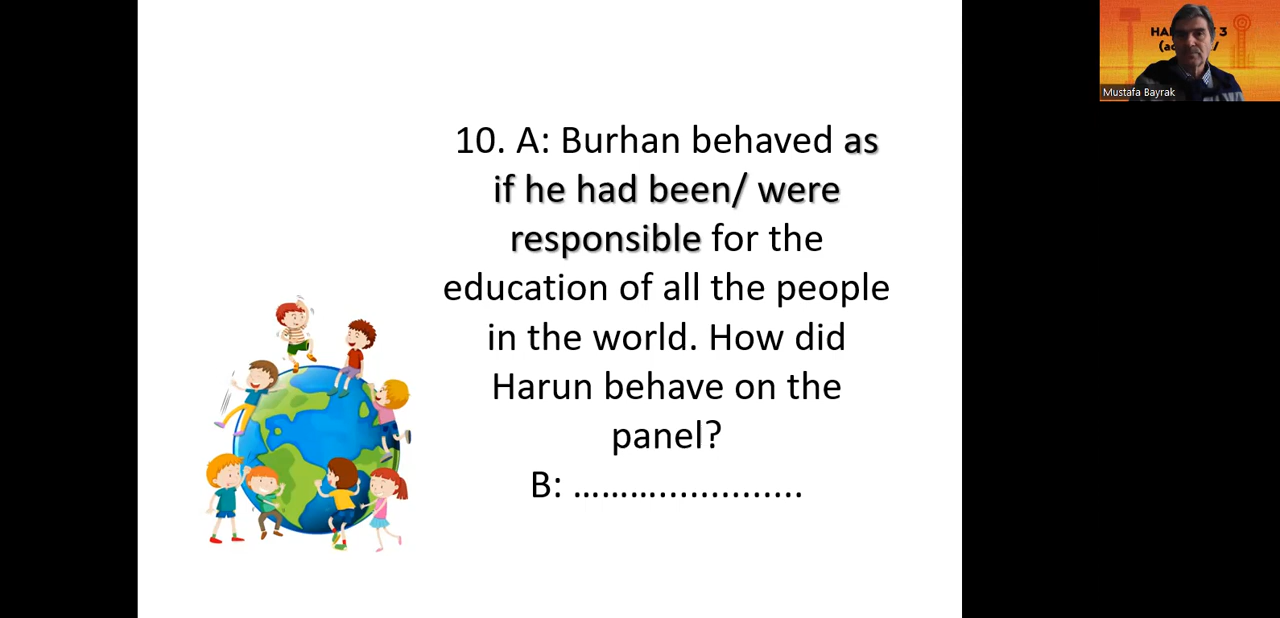 10. A: Burhan behaved as
if he had been/ were
responsible for the
education of all the people
in the world. How did
Harun behave on the
panel?
B: ……...............
Mustafa Bayrak